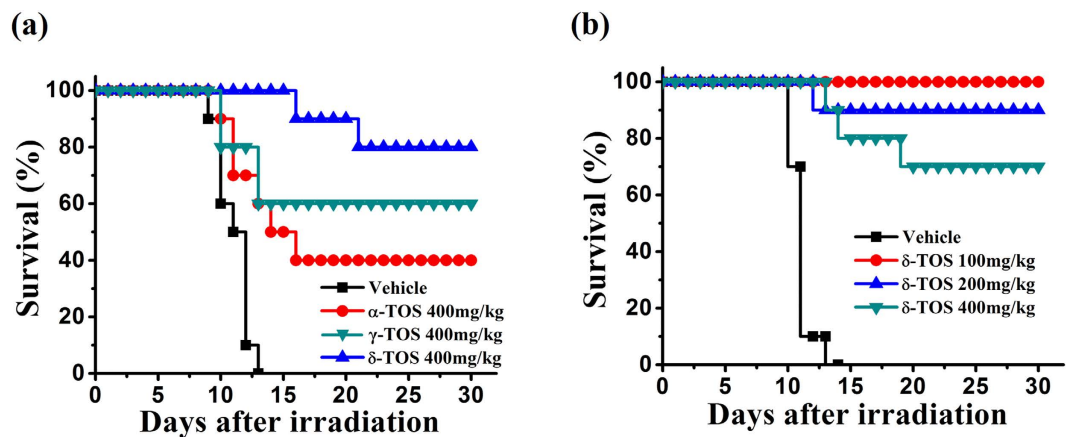 (a)
Survival (%)
100
80
60
40
20
0
Vehicle
α-TOS 400mg/kg
γ-TOS 400mg/kg
δ-TOS 400mg/kg
0 5 10 15 20 25 30
Days after irradiation
(b)
Survival (%)
100
80
60
40
20
0
Vehicle
δ-TOS 100mg/kg
δ-TOS 200mg/kg
δ-TOS 400mg/kg
0 5 10 15 20 25 30
Days after irradiation